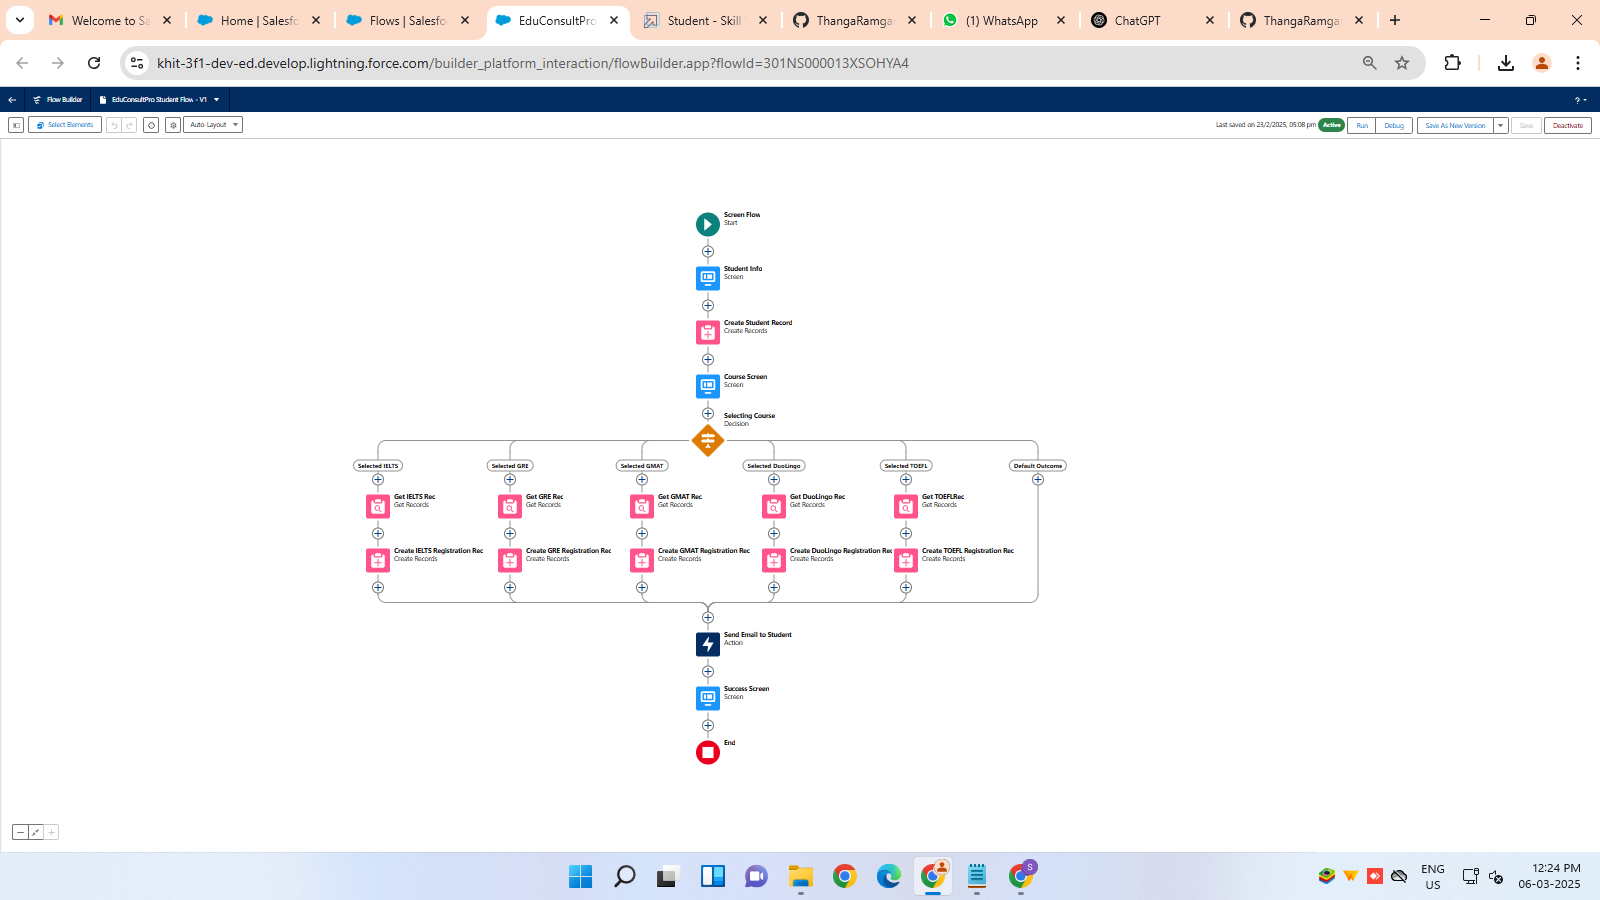 Welcome to Sa
Home | Salesfo
Flows | Salesfo
EduConsultPro
Student - Skill
ThangaRamga
(1) WhatsApp
ChatGPT
ThangaRamga
khit-3f1-dev-ed.develop.lightning.force.com/builder_platform_interaction/flowBuilder.app?flowId=301NS000013XSOHYA4
Flow Builder
EduConsultPro Student Flow - V1
?
Select Elements
Auto-Layout
Last saved on 23/2/2025, 05:08 pm
Active
Run
Debug
Save As New Version
Save
Deactivate
Screen Flow
Start
Student Info
Screen
Create Student Record
Create Records
Course Screen
Screen
Selecting Course
Decision
Selected IELTS
Selected GRE
Selected GMAT
Selected DuoLingo
Selected TOEFL
Default Outcome
Get IELTS Rec
Get Records
Get GRE Rec
Get Records
Get GMAT Rec
Get Records
Get DuoLingo Rec
Get Records
Get TOEFLRec
Get Records
Create IELTS Registration Rec
Create Records
Create GRE Registration Rec
Create Records
Create GMAT Registration Rec
Create Records
Create DuoLingo Registration Rec
Create Records
Create TOEFL Registration Rec
Create Records
Send Email to Student
Action
Success Screen
Screen
End
S
ENG
US
12:24 PM
06-03-2025